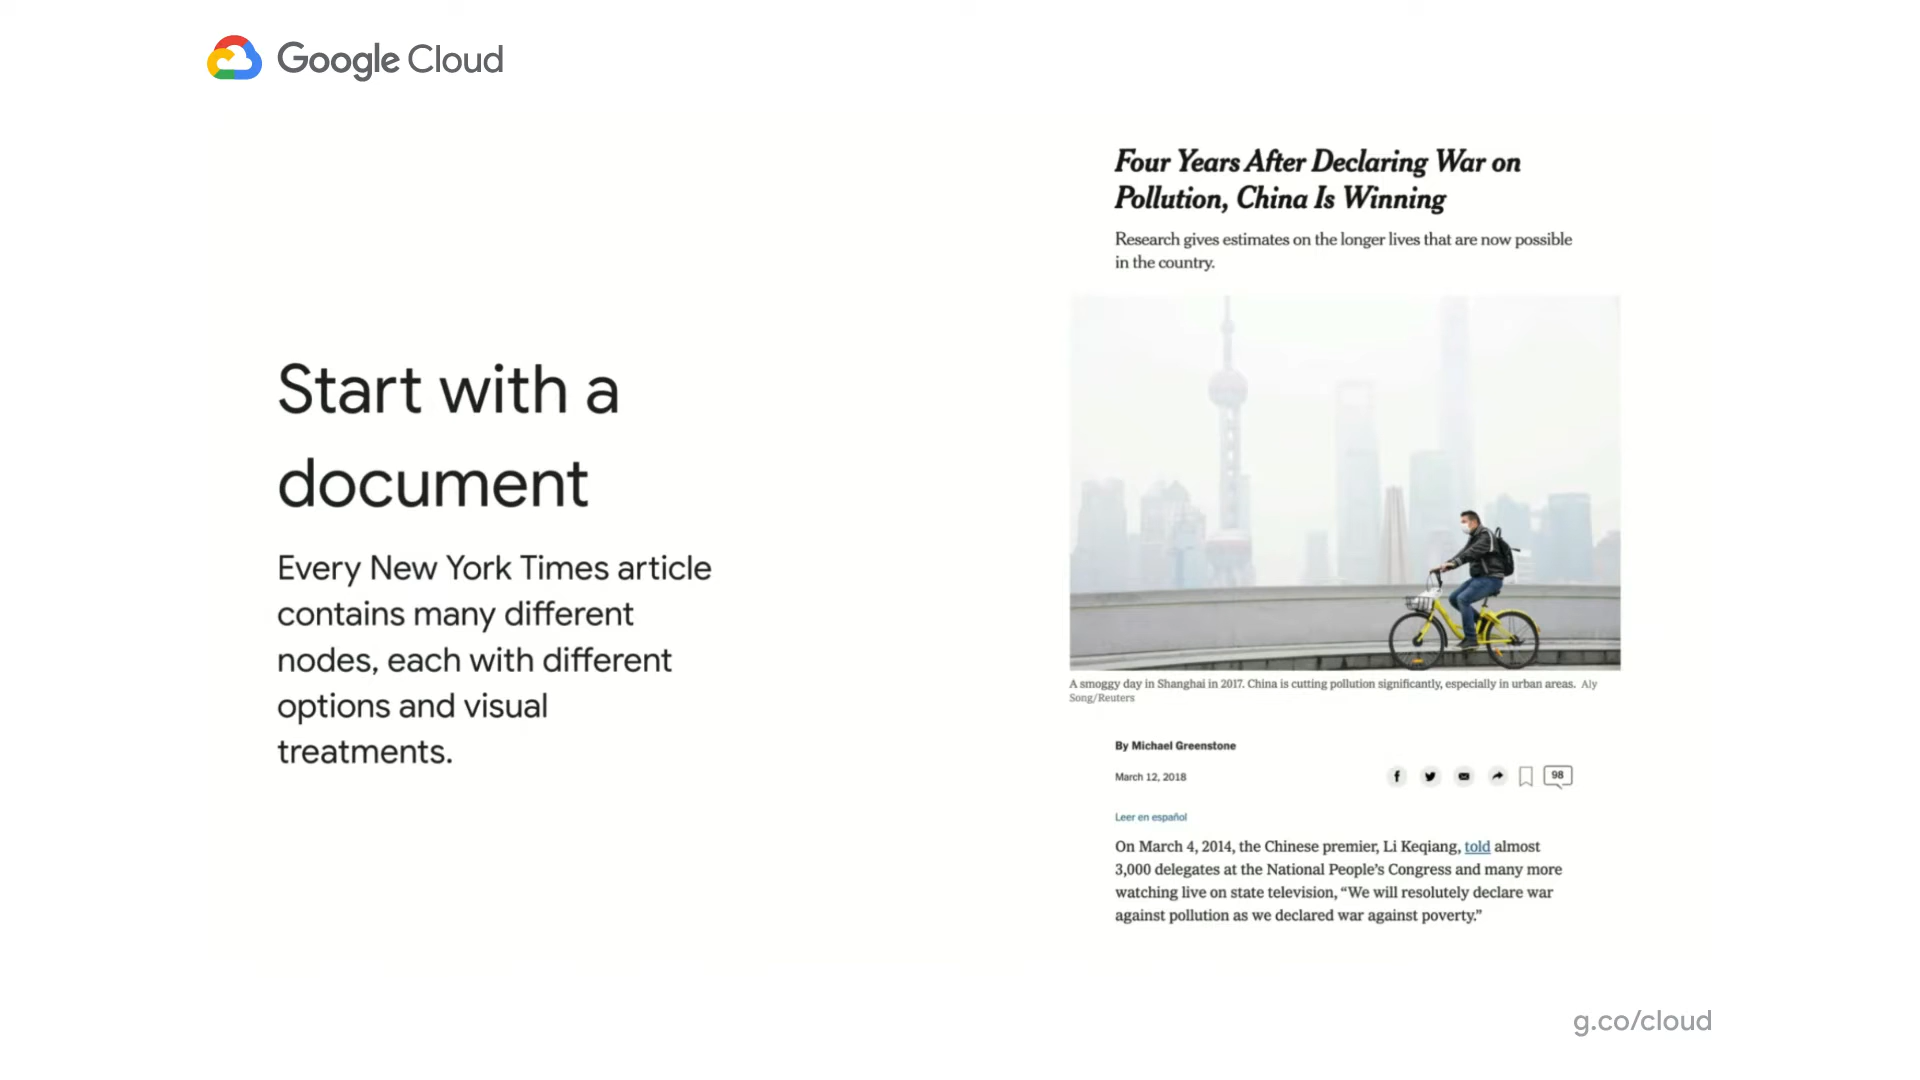 Google Cloud
Start with a
document
Every New York Times article
contains many different
nodes, each with different
options and visual
treatments.
Four Years After Declaring War on
Pollution, China Is Winning
Research gives estimates on the longer lives that are now possible
in the country.
A smoggy day in Shanghai in 2017. China is cutting pollution significantly, especially in urban areas. Aly
Song/Reuters
By Michael Greenstone
March 12, 2018
98
Leer en español
On March 4, 2014, the Chinese premier, Li Keqiang, told almost
3,000 delegates at the National People’s Congress and many more
watching live on state television, “We will resolutely declare war
against pollution as we declared war against poverty.”
g.co/cloud